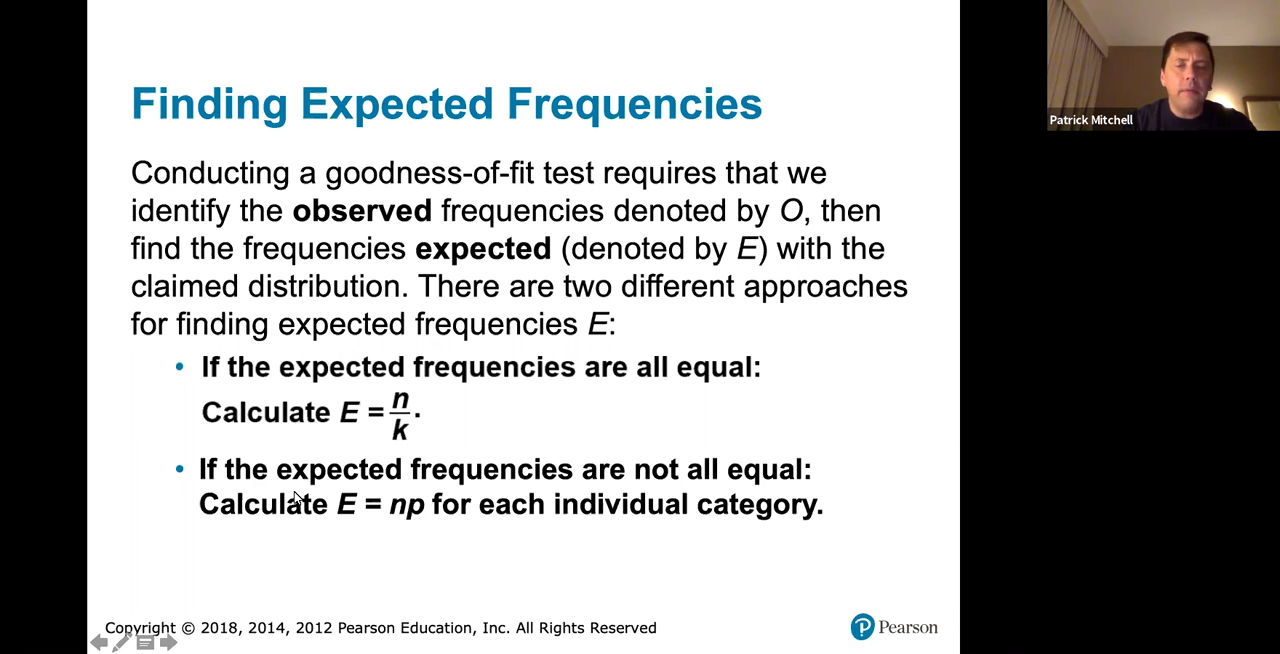 Finding Expected Frequencies
Conducting a goodness-of-fit test requires that we
identify the observed frequencies denoted by O, then
find the frequencies expected (denoted by E) with the
claimed distribution. There are two different approaches
for finding expected frequencies E:
• If the expected frequencies are all equal:
Calculate E = n/k.
• If the expected frequencies are not all equal:
Calculate E = np for each individual category.
Copyright © 2018, 2014, 2012 Pearson Education, Inc. All Rights Reserved
P Pearson
Patrick Mitchell